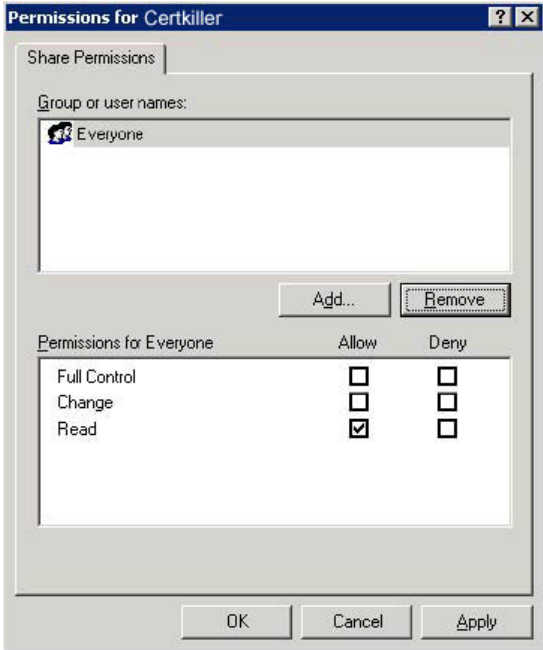 Permissions for Certkiller
Share Permissions
Group or user names:
Everyone
Add... Remove
Permissions for Everyone Allow Deny
Full Control
Change
Read
OK Cancel Apply